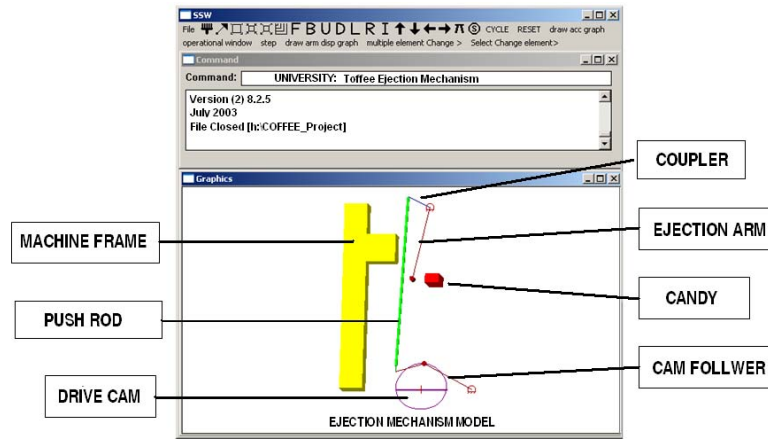 SSW
File F B U D L R I π S CYCLE RESET draw acc graph
operational window step draw arm disp graph multiple element Change > Select Change element>
Command
Command: UNIVERSITY: Toffee Ejection Mechanism
Version (2) 8.2.5
July 2003
File Closed [h:\COFFEE_Project]
Graphics
COUPLER
MACHINE FRAME
EJECTION ARM
CANDY
PUSH ROD
CAM FOLLWER
DRIVE CAM
EJECTION MECHANISM MODEL